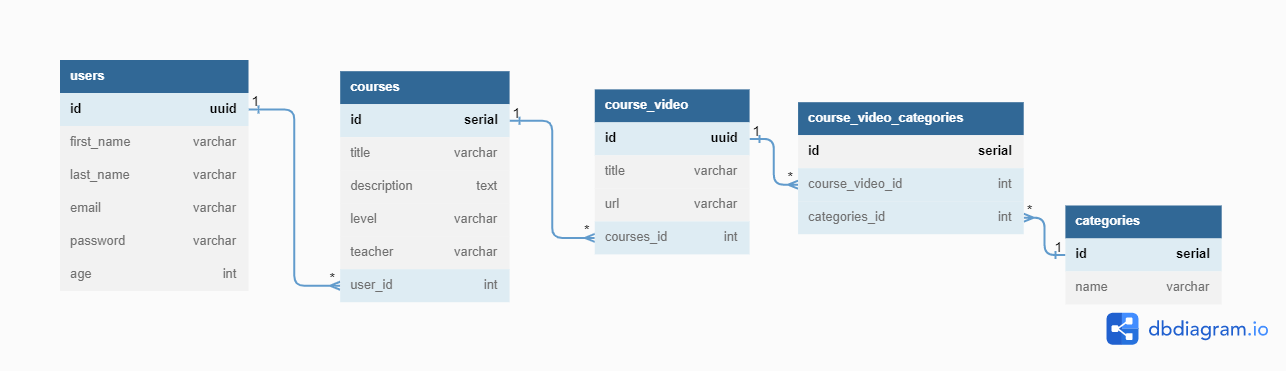 users
id uuid
first_name varchar
last_name varchar
email varchar
password varchar
age int
1
*
courses
id serial
title varchar
description text
level varchar
teacher varchar
user_id int
1
*
course_video
id uuid
title varchar
url varchar
courses_id int
1
*
course_video_categories
id serial
course_video_id int
categories_id int
*
1
categories
id serial
name varchar
dbdiagram.io